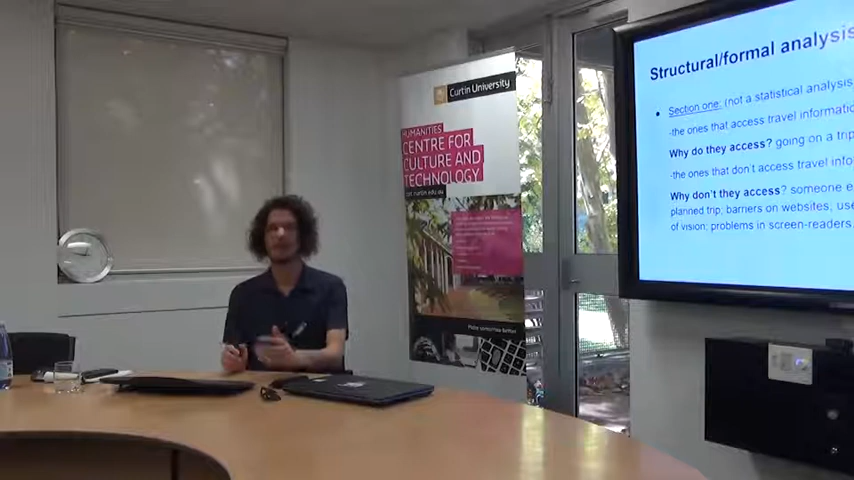 Curtin University
HUMANITIES
CENTRE FOR
CULTURE AND
TECHNOLOGY
Structural/formal analysis
• Section one: (not a statistical analysis
-the ones that access travel informati
Why do they access? going on a trip
-the ones that don't access travel info
Why don't they access? someone e
planned trip; barriers on websites, use
of vision; problems in screen-readers